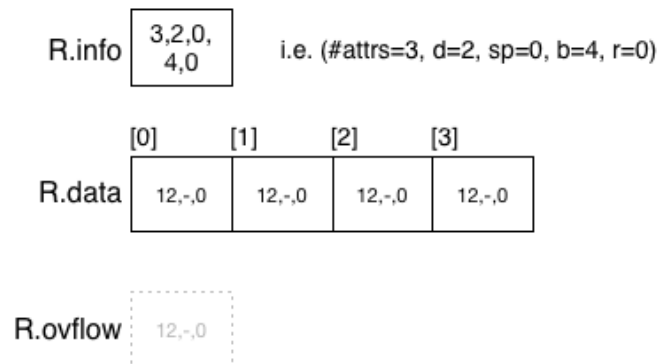 R.info
3,2,0,
4,0
i.e. (#attrs=3, d=2, sp=0, b=4, r=0)
[0] [1] [2] [3]
R.data 12,-,0 12,-,0 12,-,0 12,-,0
R.ovflow 12,-,0